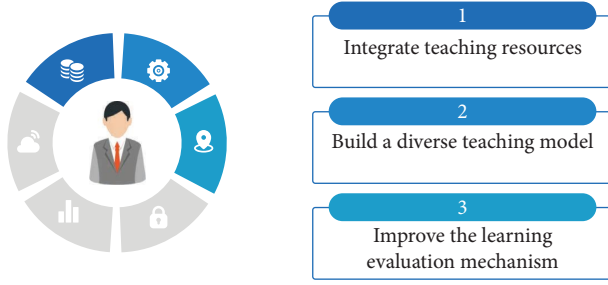 1
Integrate teaching resources
2
Build a diverse teaching model
3
Improve the learning
evaluation mechanism